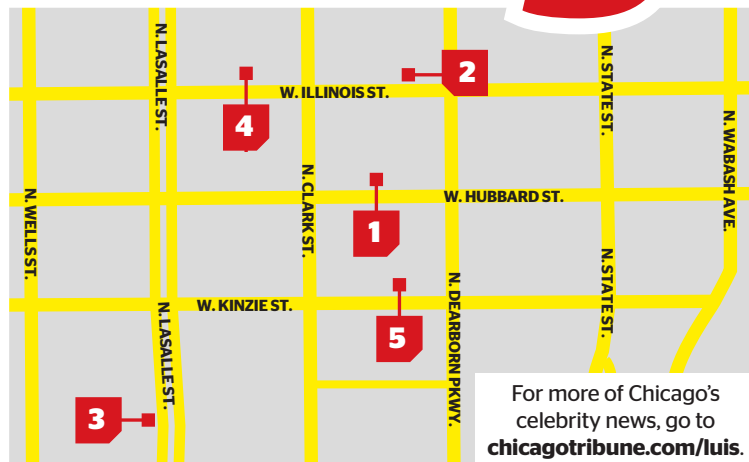 N. LASALLE ST.
N. STATE ST.
2
W. ILLINOIS ST.
4
N. WABASH AVE.
N. WELLS ST.
N. CLARK ST.
W. HUBBARD ST.
1
N. LASALLE ST.
W. KINZIE ST.
N. DEARBORN PKWY.
N. STATE ST.
5
3
For more of Chicago’s
celebrity news, go to
chicagotribune.com/luis.